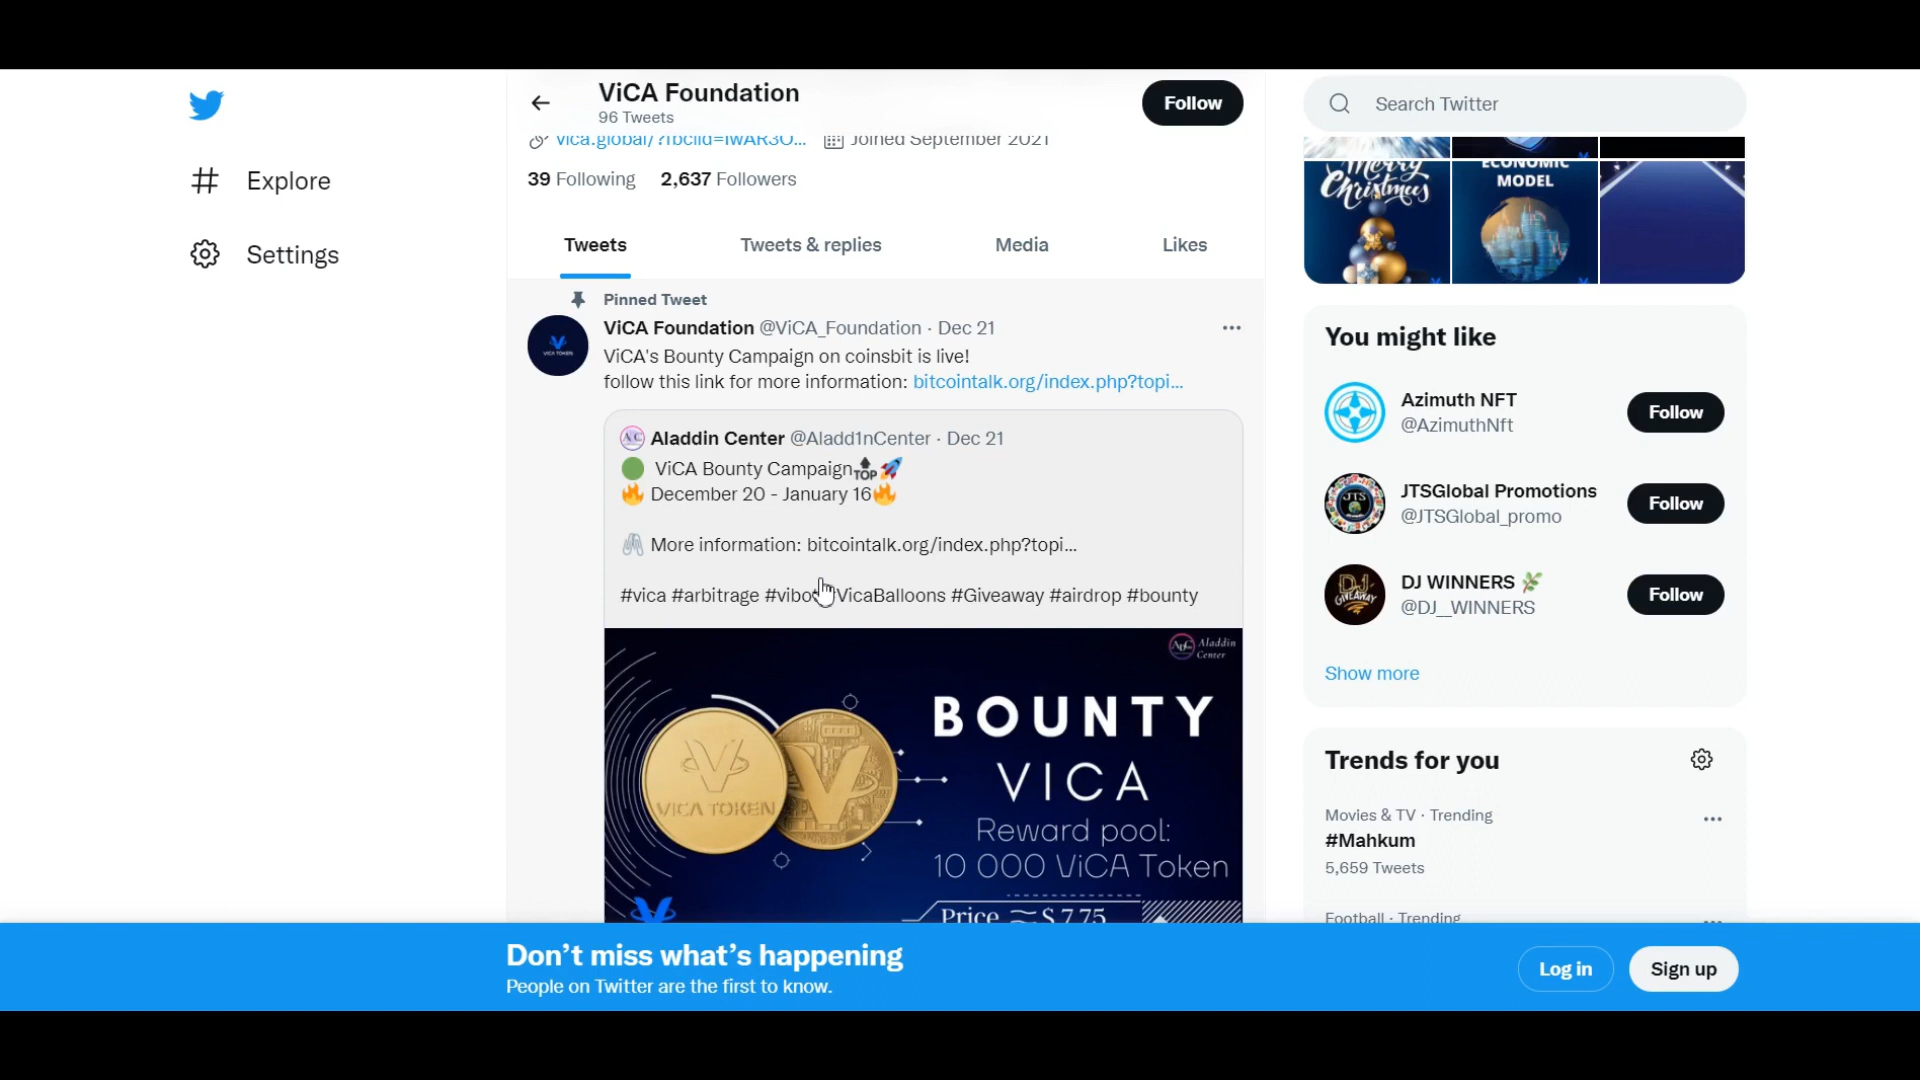 ViCA Foundation
96 Tweets
Follow
Search Twitter
Explore
Settings
vica.global/?fbclid=IwAR3O...
Joined September 2021
39 Following
2,637 Followers
Tweets
Tweets & replies
Media
Likes
Pinned Tweet
ViCA Foundation @ViCA_Foundation · Dec 21
ViCA's Bounty Campaign on coinsbit is live!
follow this link for more information: bitcointalk.org/index.php?topi...
Aladdin Center @Aladd1nCenter · Dec 21
ViCA Bounty Campaign🔝🚀
🔥 December 20 - January 16🔥
More information: bitcointalk.org/index.php?topi...
#vica #arbitrage VicaBalloons #Giveaway #airdrop #bounty
Aladdin
Center
VICA TOKEN
BOUNTY
VICA
Reward pool:
10 000 ViCA Token
Price ≈ $ 7.75
Merry
Christmas
ECONOMIC
MODEL
You might like
Azimuth NFT
@AzimuthNft
Follow
JTSGlobal Promotions
@JTSGlobal_promo
Follow
DJ WINNERS
@DJ__WINNERS
Follow
Show more
Trends for you
Movies & TV · Trending
#Mahkum
5,659 Tweets
Football · Trending
Don't miss what's happening
People on Twitter are the first to know.
Log in
Sign up